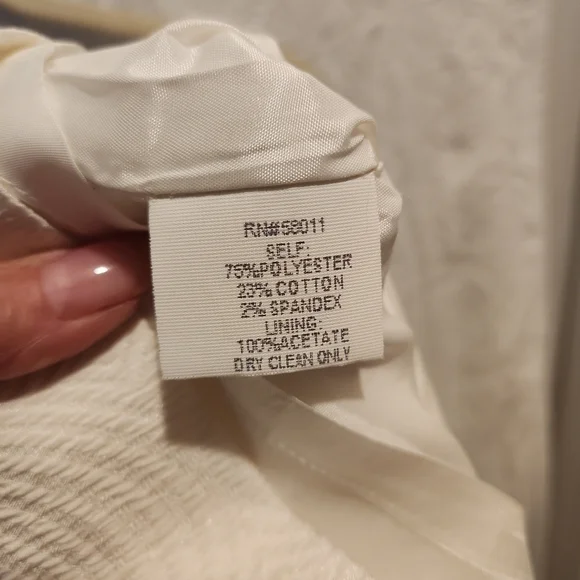 RN#58011
SELF:
75%POLYESTER
23% COTTON
2% SPANDEX
LINING:
100%ACETATE
DRY CLEAN ONLY